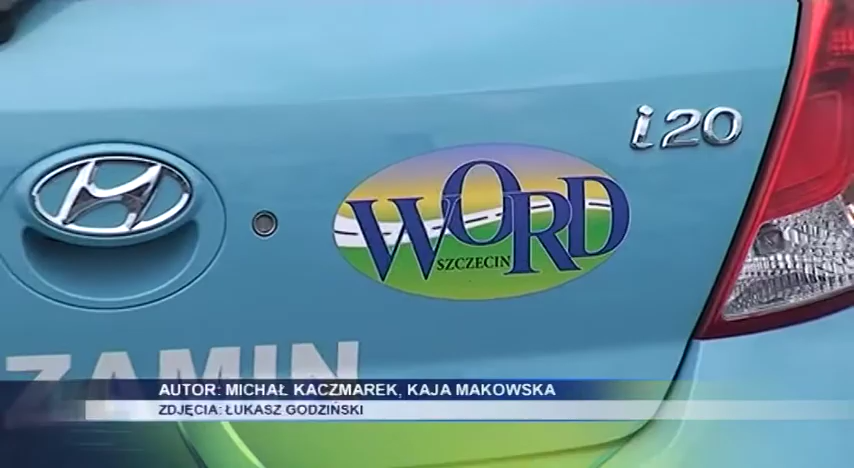 i20
WORD
SZCZECIN
ZAMIN
AUTOR: MICHAŁ KACZMAREK, KAJA MAKOWSKA
ZDJĘCIA: ŁUKASZ GODZIŃSKI